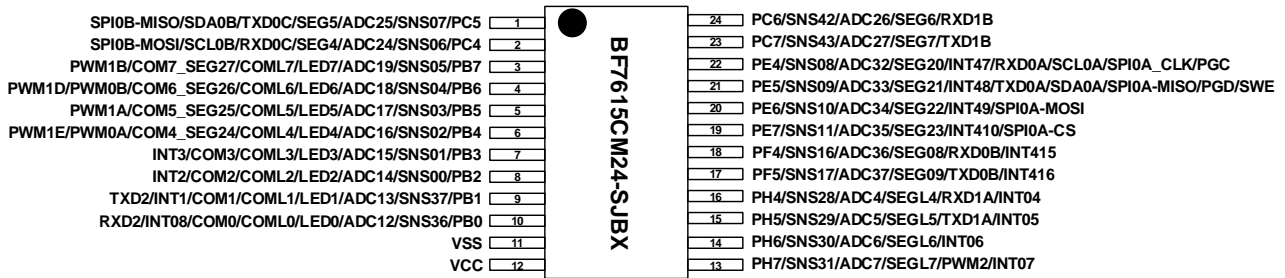 SPI0B-MISO/SDA0B/TXD0C/SEG5/ADC25/SNS07/PC5 1
SPI0B-MOSI/SCL0B/RXD0C/SEG4/ADC24/SNS06/PC4 2
PWM1B/COM7_SEG27/COML7/LED7/ADC19/SNS05/PB7 3
PWM1D/PWM0B/COM6_SEG26/COML6/LED6/ADC18/SNS04/PB6 4
PWM1A/COM5_SEG25/COML5/LED5/ADC17/SNS03/PB5 5
PWM1E/PWM0A/COM4_SEG24/COML4/LED4/ADC16/SNS02/PB4 6
INT3/COM3/COML3/LED3/ADC15/SNS01/PB3 7
INT2/COM2/COML2/LED2/ADC14/SNS00/PB2 8
TXD2/INT1/COM1/COML1/LED1/ADC13/SNS37/PB1 9
RXD2/INT08/COM0/COML0/LED0/ADC12/SNS36/PB0 10
VSS 11
VCC 12
BF7615CM24-SJBX
24 PC6/SNS42/ADC26/SEG6/RXD1B
23 PC7/SNS43/ADC27/SEG7/TXD1B
22 PE4/SNS08/ADC32/SEG20/INT47/RXD0A/SCL0A/SPI0A_CLK/PGC
21 PE5/SNS09/ADC33/SEG21/INT48/TXD0A/SDA0A/SPI0A-MISO/PGD/SWE
20 PE6/SNS10/ADC34/SEG22/INT49/SPI0A-MOSI
19 PE7/SNS11/ADC35/SEG23/INT410/SPI0A-CS
18 PF4/SNS16/ADC36/SEG08/RXD0B/INT415
17 PF5/SNS17/ADC37/SEG09/TXD0B/INT416
16 PH4/SNS28/ADC4/SEGL4/RXD1A/INT04
15 PH5/SNS29/ADC5/SEGL5/TXD1A/INT05
14 PH6/SNS30/ADC6/SEGL6/INT06
13 PH7/SNS31/ADC7/SEGL7/PWM2/INT07